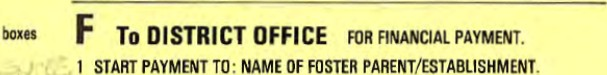 boxes
F To DISTRICT OFFICE FOR FINANCIAL PAYMENT.
1 START PAYMENT TO: NAME OF FOSTER PARENT/ESTABLISHMENT.